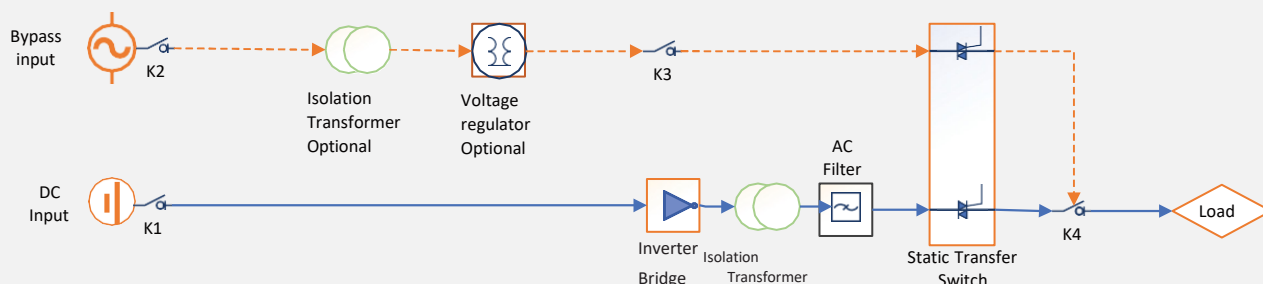 Bypass
input
K2
Isolation
Transformer
Optional
Voltage
regulator
Optional
K3
DC
Input
K1
Inverter
Bridge
Isolation
Transformer
AC
Filter
Static Transfer
Switch
K4
Load